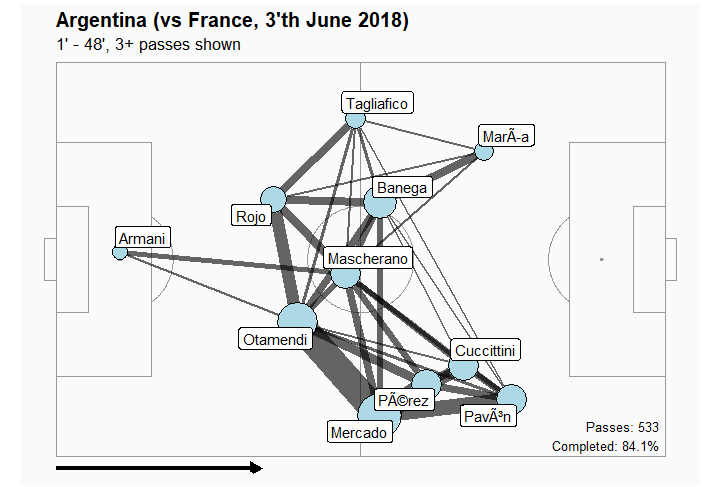 Argentina (vs France, 3'th June 2018)
1' - 48', 3+ passes shown
Tagliafico
MarÃ-a
Banega
Rojo
Armani
Mascherano
Otamendi
Cuccittini
PÃ©rez
PavÃ³n
Mercado
Passes: 533
Completed: 84.1%